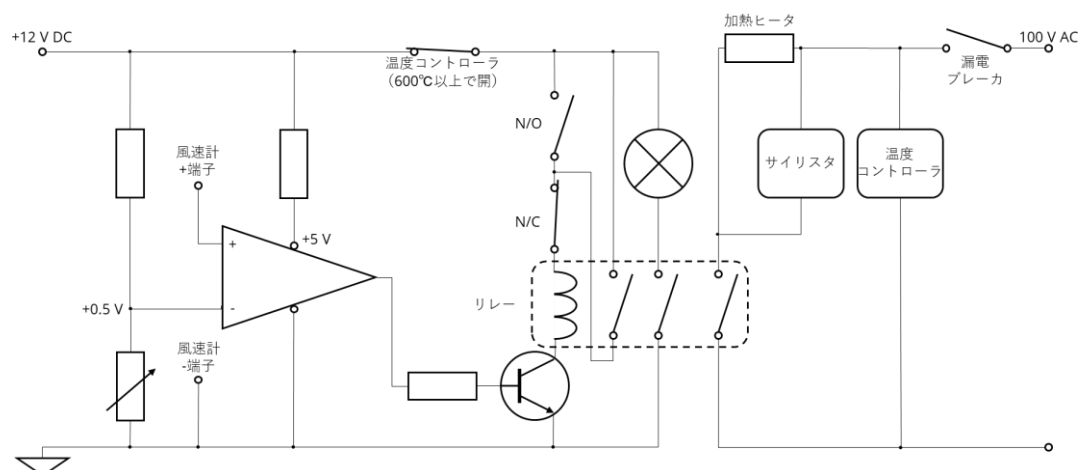 +12 V DC
温度コントローラ
(600℃以上で開)
加熱ヒータ
100 V AC
漏電
ブレーカ
N/O
風速計
+端子
サイリスタ
温度
コントローラ
N/C
+
+5 V
リレー
+0.5 V
-
風速計
-端子